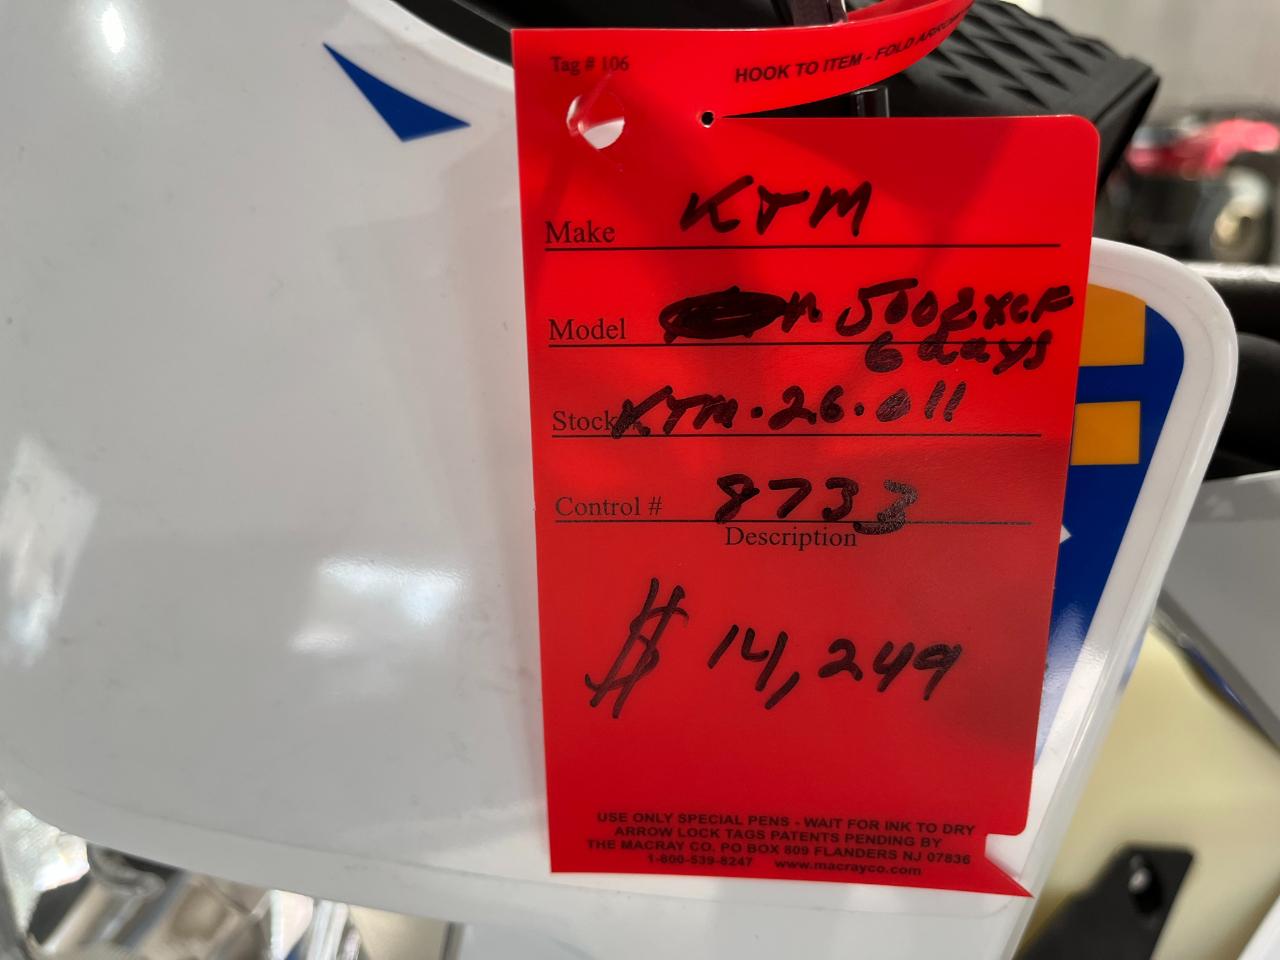 Tag # 106
HOOK TO ITEM - FOLD
Make KTM
Model 500 XCF
6 days
Stock KTM.26.011
Control # 8733
Description
$ 14,249
USE ONLY SPECIAL PENS - WAIT FOR INK TO DRY
ARROW LOCK TAGS PATENTS PENDING BY
THE MACRAY CO. PO BOX 809 FLANDERS NJ 07836
1-800-539-8247 www.macrayco.com